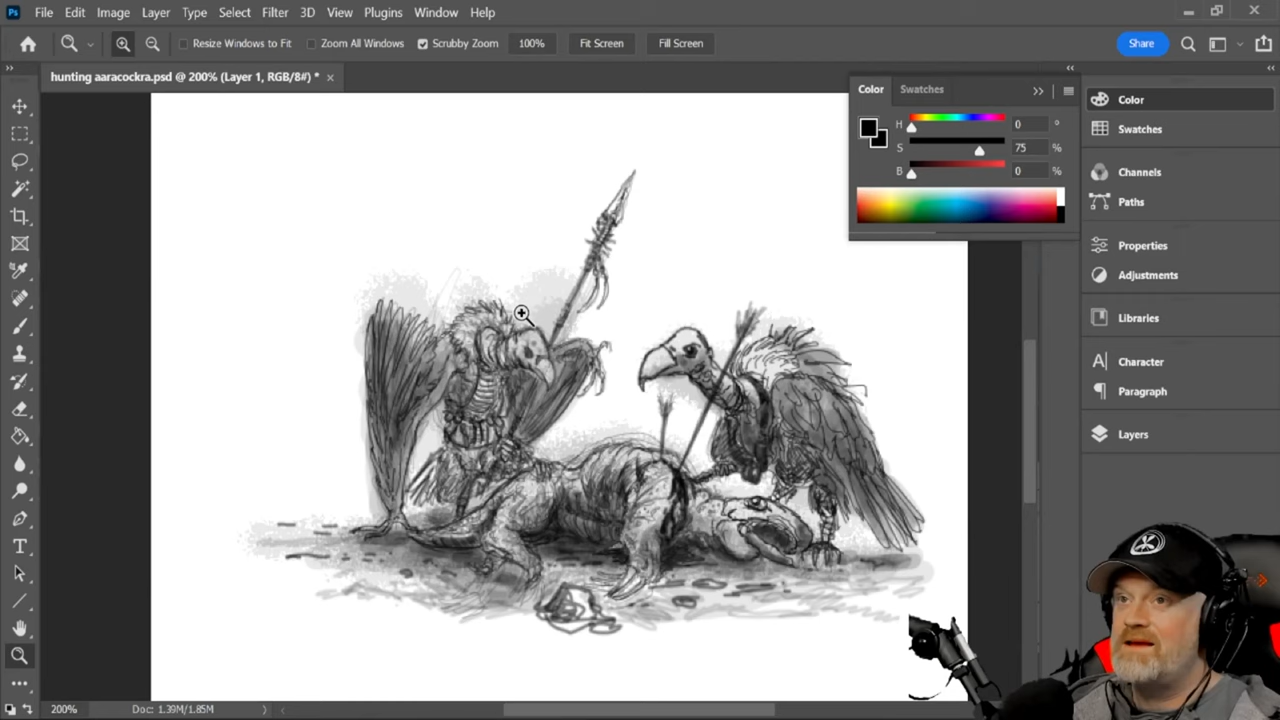 Ps File Edit Image Layer Type Select Filter 3D View Plugins Window Help
Resize Windows to Fit Zoom All Windows Scrubby Zoom 100% Fit Screen Fill Screen Share
hunting aaracockra.psd @ 200% (Layer 1, RGB/8#) * ×
Color Swatches
H 0 °
S 75 %
B 0 %
Color
Swatches
Channels
Paths
Properties
Adjustments
Libraries
Character
Paragraph
Layers
200% Doc: 1.39M/1.85M